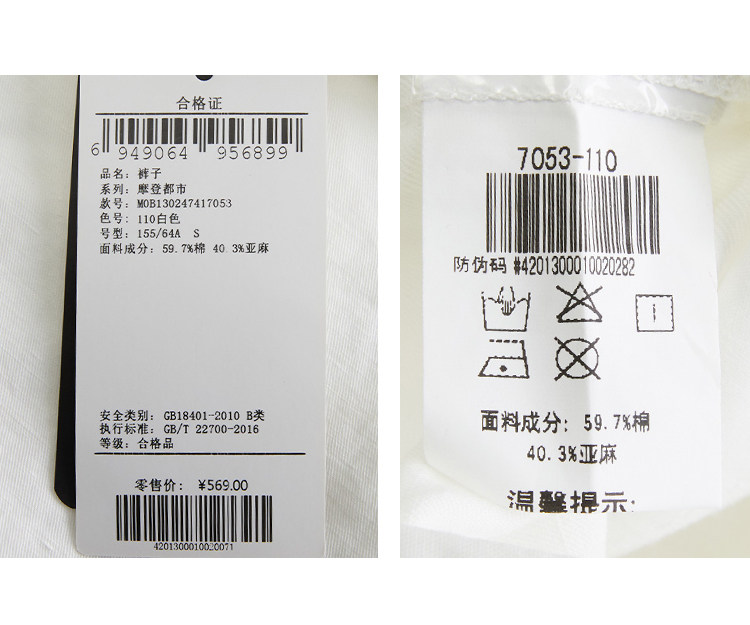 合格证
6 949064 956899
品名: 裤子
系列: 摩登都市
款号: MOB130247417053
色号: 110白色
号型: 155/64A S
面料成分: 59.7%棉 40.3%亚麻
安全类别: GB18401-2010 B类
执行标准: GB/T 22700-2016
等级: 合格品
零售价: ¥569.00
4201300010020071
7053-110
防伪码 #4201300010020282
面料成分: 59.7%棉
40.3%亚麻
温馨提示: